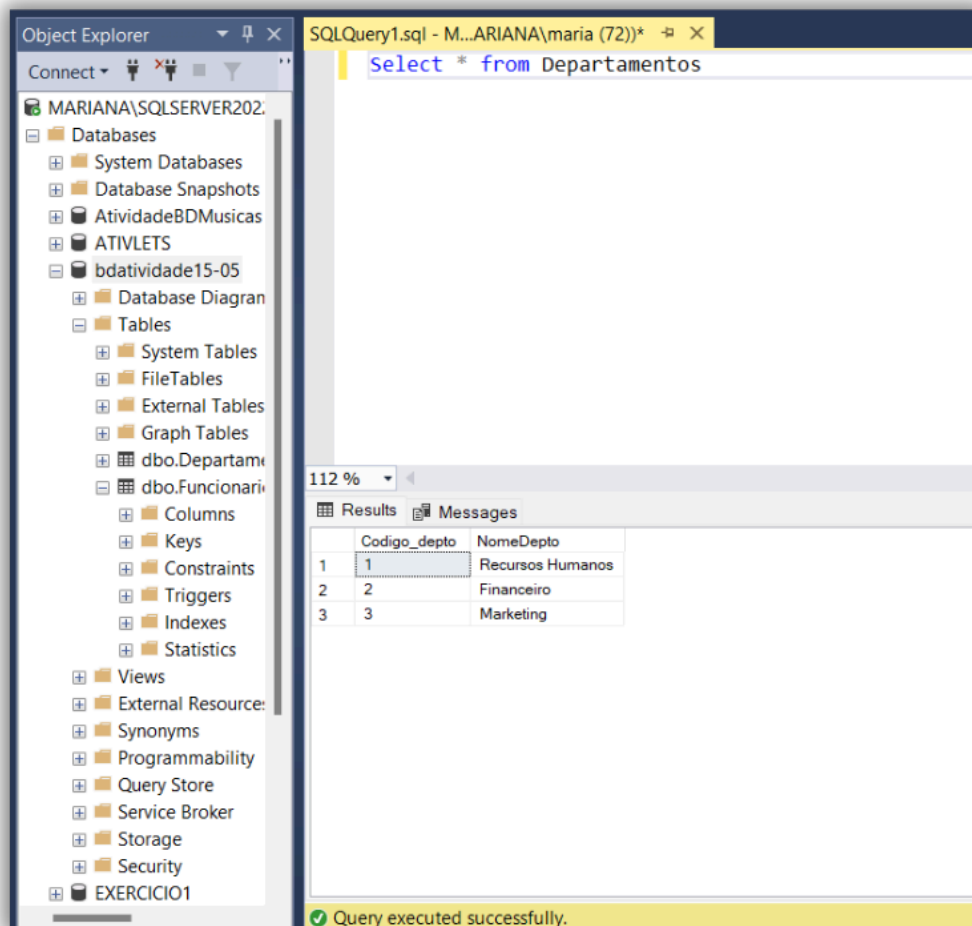 Object Explorer
Connect
MARIANA\SQLSERVER202
Databases
System Databases
Database Snapshots
AtividadeBDMusicas
ATIVLETS
bdatividade15-05
Database Diagran
Tables
System Tables
FileTables
External Tables
Graph Tables
dbo.Departame
dbo.Funcionari
Columns
Keys
Constraints
Triggers
Indexes
Statistics
Views
External Resource
Synonyms
Programmability
Query Store
Service Broker
Storage
Security
EXERCICIO1
SQLQuery1.sql - M...ARIANA\maria (72))*
Select * from Departamentos
112 %
Results Messages
Codigo_depto NomeDepto
1 1 Recursos Humanos
2 2 Financeiro
3 3 Marketing
Query executed successfully.